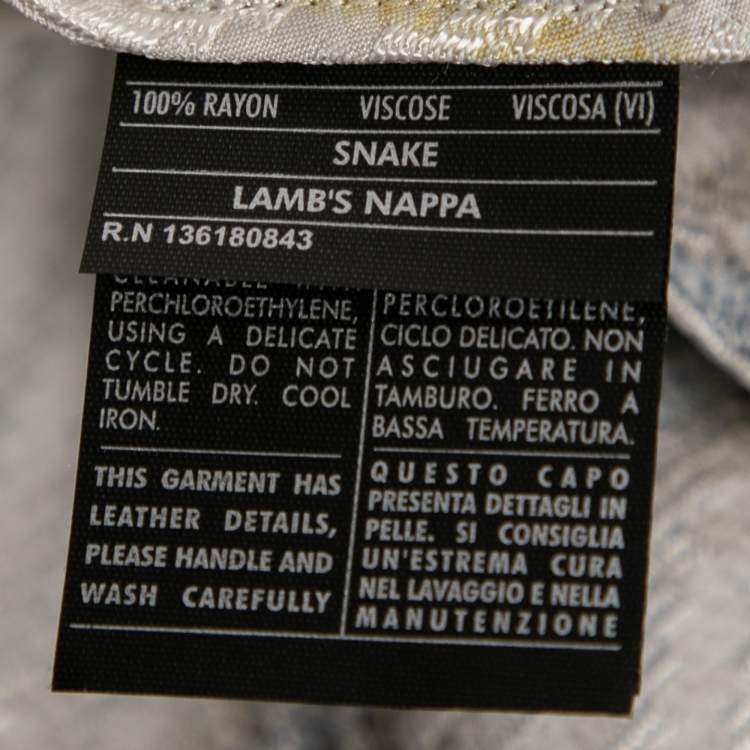 100% RAYON VISCOSE VISCOSA (VI)
SNAKE
LAMB'S NAPPA
R.N 136180843
PERCHLOROETHYLENE,
USING A DELICATE
CYCLE. DO NOT
TUMBLE DRY. COOL
IRON.
PERCLOROETILENE,
CICLO DELICATO. NON
ASCIUGARE IN
TAMBURO. FERRO A
BASSA TEMPERATURA.
THIS GARMENT HAS
LEATHER DETAILS,
PLEASE HANDLE AND
WASH CAREFULLY
QUESTO CAPO
PRESENTA DETTAGLI IN
PELLE. SI CONSIGLIA
UN'ESTREMA CURA
NEL LAVAGGIO E NELLA
MANUTENZIONE